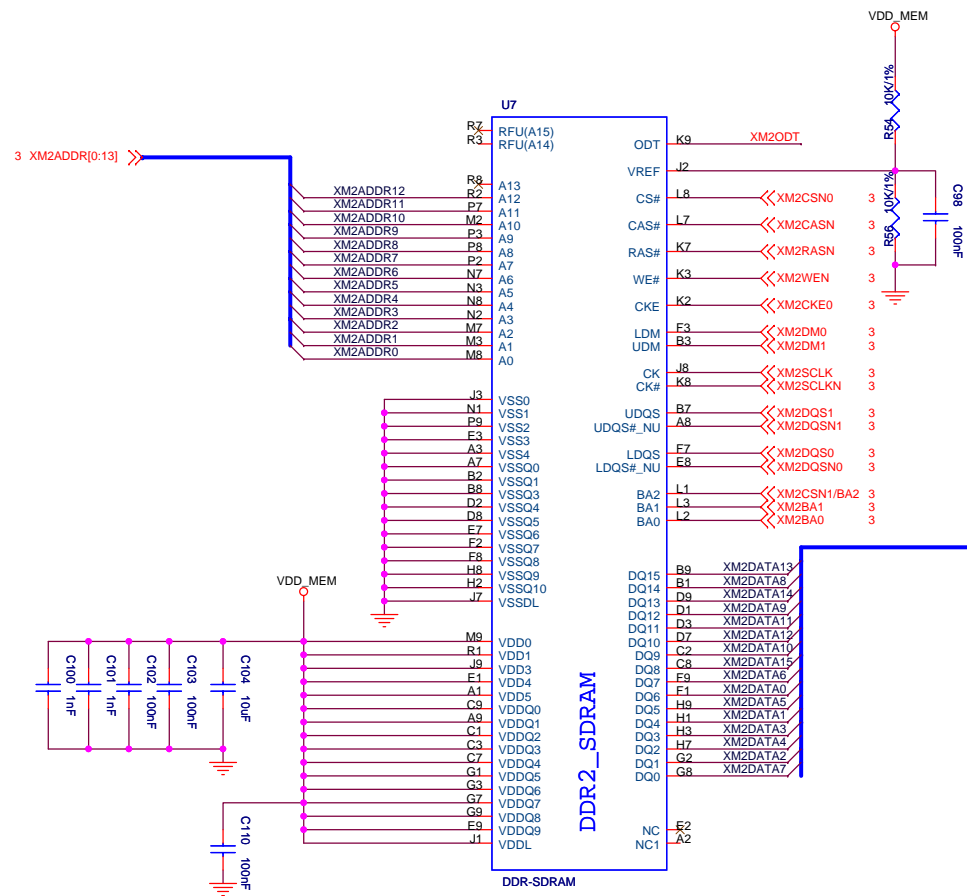 VDD_MEM
R54 10K/1%
R56 10K/1%
C98 100nF
U7
3 XM2ADDR[0:13]
R7 RFU(A15)
R3 RFU(A14)
R8 A13
XM2ADDR12 R2 A12
XM2ADDR11 P7 A11
XM2ADDR10 M2 A10
XM2ADDR9 P3 A9
XM2ADDR8 P8 A8
XM2ADDR7 P2 A7
XM2ADDR6 N7 A6
XM2ADDR5 N3 A5
XM2ADDR4 N8 A4
XM2ADDR3 N2 A3
XM2ADDR2 M7 A2
XM2ADDR1 M3 A1
XM2ADDR0 M8 A0
J3 VSS0
N1 VSS1
P9 VSS2
E3 VSS3
A3 VSS4
A7 VSSQ0
B2 VSSQ1
B8 VSSQ3
D2 VSSQ4
D8 VSSQ5
E7 VSSQ6
F2 VSSQ7
F8 VSSQ8
H8 VSSQ9
H2 VSSQ10
J7 VSSDL
VDD_MEM
M9 VDD0
R1 VDD1
J9 VDD3
E1 VDD4
A1 VDD5
C9 VDDQ0
A9 VDDQ1
C1 VDDQ2
C3 VDDQ3
C7 VDDQ4
G1 VDDQ5
G3 VDDQ6
G7 VDDQ7
G9 VDDQ8
E9 VDDQ9
J1 VDDL
C100 1nF
C101 1nF
C102 100nF
C103 100nF
C104 10uF
C110 100nF
ODT K9 XM2ODT
VREF J2
CS# L8 XM2CSN0 3
CAS# L7 XM2CASN 3
RAS# K7 XM2RASN 3
WE# K3 XM2WEN 3
CKE K2 XM2CKE0 3
LDM F3 XM2DM0 3
UDM B3 XM2DM1 3
CK J8 XM2SCLK 3
CK# K8 XM2SCLKN 3
UDQS B7 XM2DQS1 3
UDQS#_NU A8 XM2DQSN1 3
LDQS F7 XM2DQS0 3
LDQS#_NU E8 XM2DQSN0 3
BA2 L1 XM2CSN1/BA2 3
BA1 L3 XM2BA1 3
BA0 L2 XM2BA0 3
DQ15 B9 XM2DATA13
DQ14 B1 XM2DATA8
DQ13 D9 XM2DATA14
DQ12 D1 XM2DATA9
DQ11 D3 XM2DATA11
DQ10 D7 XM2DATA12
DQ9 C2 XM2DATA10
DQ8 C8 XM2DATA15
DQ7 F9 XM2DATA6
DQ6 F1 XM2DATA0
DQ5 H9 XM2DATA5
DQ4 H1 XM2DATA1
DQ3 H3 XM2DATA3
DQ2 H7 XM2DATA4
DQ1 G2 XM2DATA2
DQ0 G8 XM2DATA7
NC E2
NC1 A2
DDR2_SDRAM
DDR-SDRAM